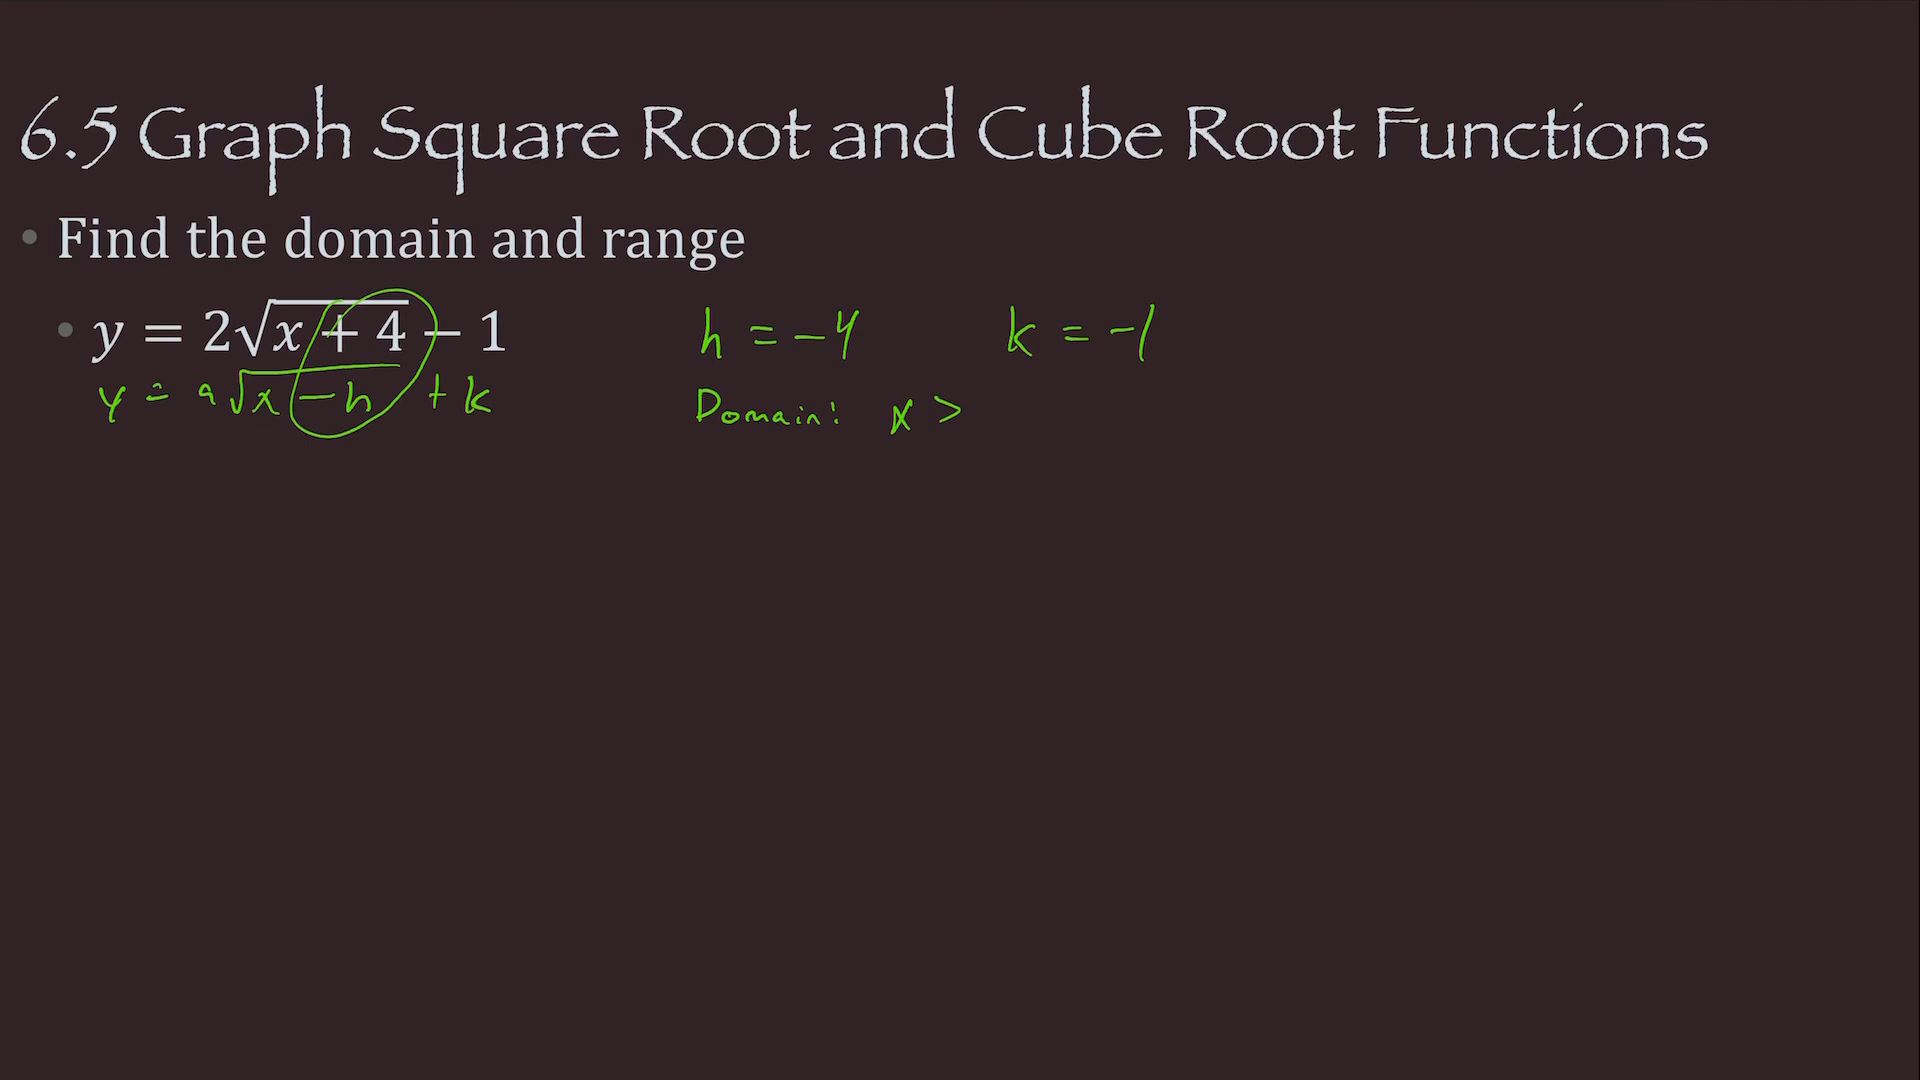 6.5 Graph Square Root and Cube Root Functions
• Find the domain and range
• y = 2√(x + 4) − 1
y = a√(x − h) + k
h = −4
k = −1
Domain: x >